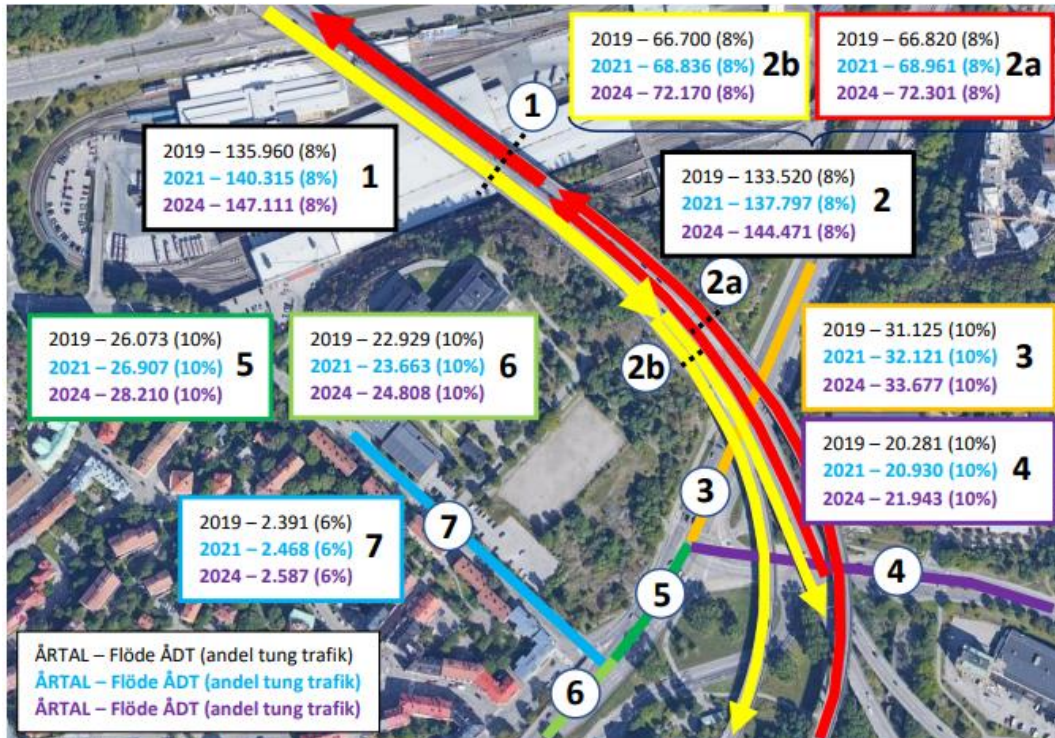 2019 – 66.700 (8%)
2021 – 68.836 (8%)
2024 – 72.170 (8%)
2b
2019 – 66.820 (8%)
2021 – 68.961 (8%)
2024 – 72.301 (8%)
2a
1
2019 – 135.960 (8%)
2021 – 140.315 (8%)
2024 – 147.111 (8%)
1
2019 – 133.520 (8%)
2021 – 137.797 (8%)
2024 – 144.471 (8%)
2
2a
2b
2019 – 26.073 (10%)
2021 – 26.907 (10%)
2024 – 28.210 (10%)
5
2019 – 22.929 (10%)
2021 – 23.663 (10%)
2024 – 24.808 (10%)
6
2019 – 31.125 (10%)
2021 – 32.121 (10%)
2024 – 33.677 (10%)
3
2019 – 20.281 (10%)
2021 – 20.930 (10%)
2024 – 21.943 (10%)
4
3
7
2019 – 2.391 (6%)
2021 – 2.468 (6%)
2024 – 2.587 (6%)
7
4
5
6
ÅRTAL – Flöde ÅDT (andel tung trafik)
ÅRTAL – Flöde ÅDT (andel tung trafik)
ÅRTAL – Flöde ÅDT (andel tung trafik)